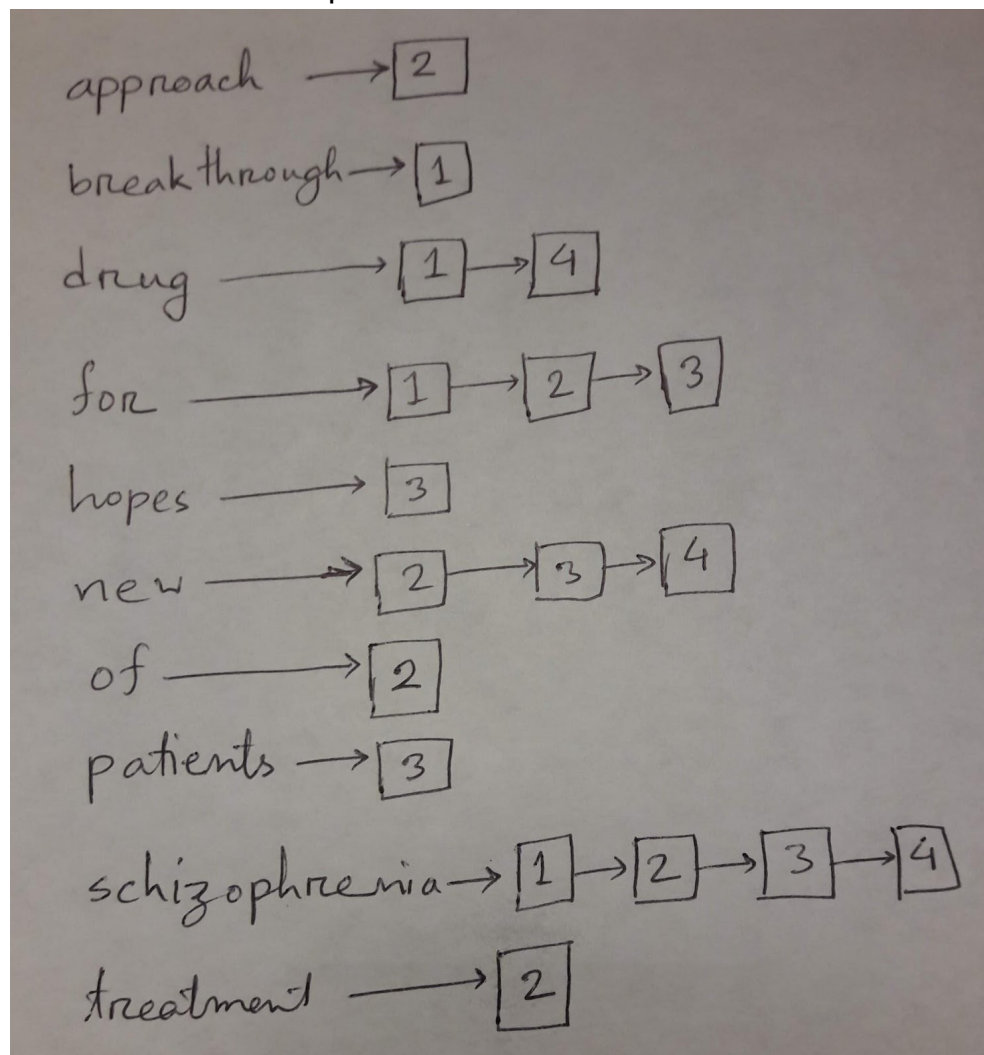 approach → 2
breakthrough → 1
drug → 1 → 4
for → 1 → 2 → 3
hopes → 3
new → 2 → 3 → 4
of → 2
patients → 3
schizophrenia → 1 → 2 → 3 → 4
treatment → 2